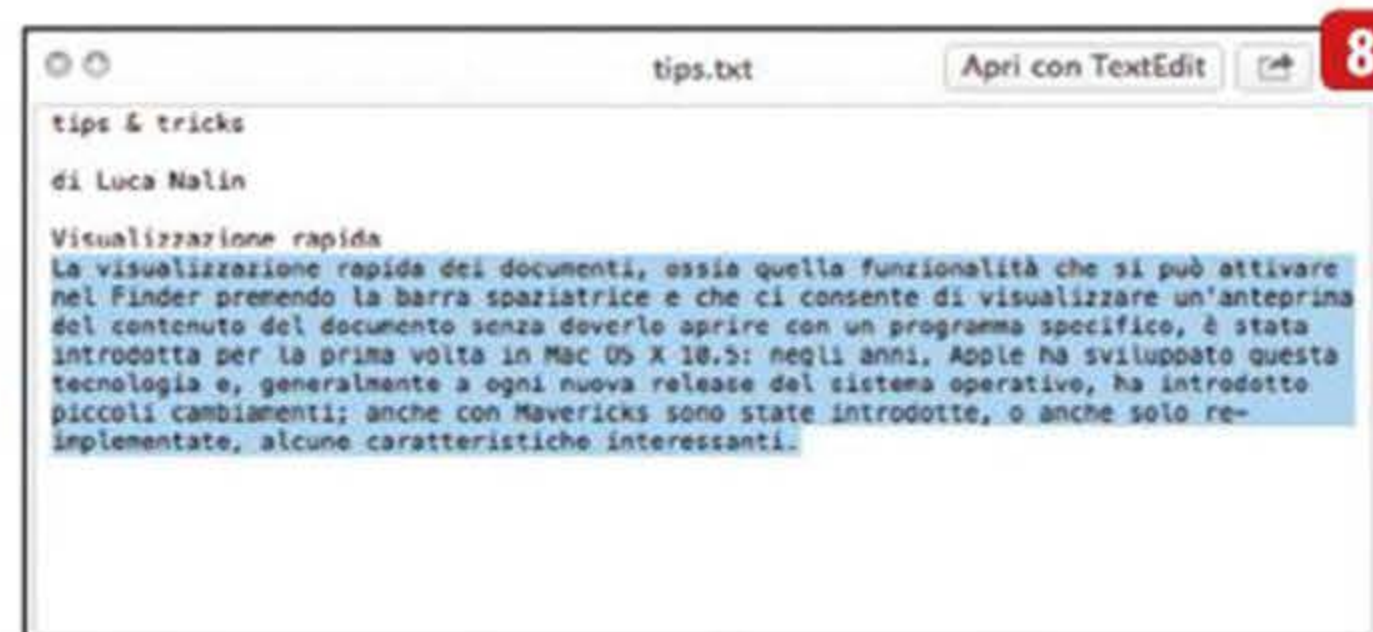 8
tips.txt
Apri con TextEdit
tips & tricks
di Luca Nalin
Visualizzazione rapida
La visualizzazione rapida dei documenti, ossia quella funzionalità che si può attivare
nel Finder premendo la barra spaziatrice e che ci consente di visualizzare un'anteprima
del contenuto del documento senza doverlo aprire con un programma specifico, è stata
introdotta per la prima volta in Mac OS X 10.5: negli anni, Apple ha sviluppato questa
tecnologia e, generalmente a ogni nuova release del sistema operativo, ha introdotto
piccoli cambiamenti; anche con Mavericks sono state introdotte, o anche solo re-
implementate, alcune caratteristiche interessanti.